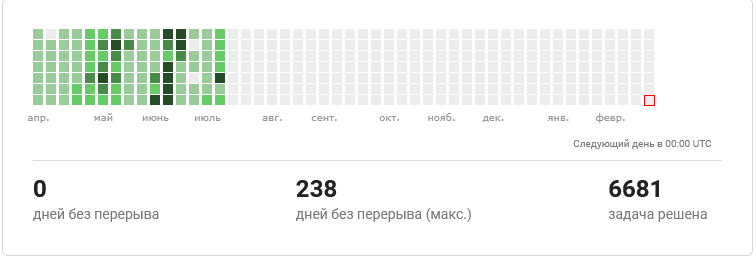 апр. май июнь июль авг. сент. окт. нояб. дек. янв. февр.
Следующий день в 00:00 UTC
0 238 6681
дней без перерыва дней без перерыва (макс.) задача решена